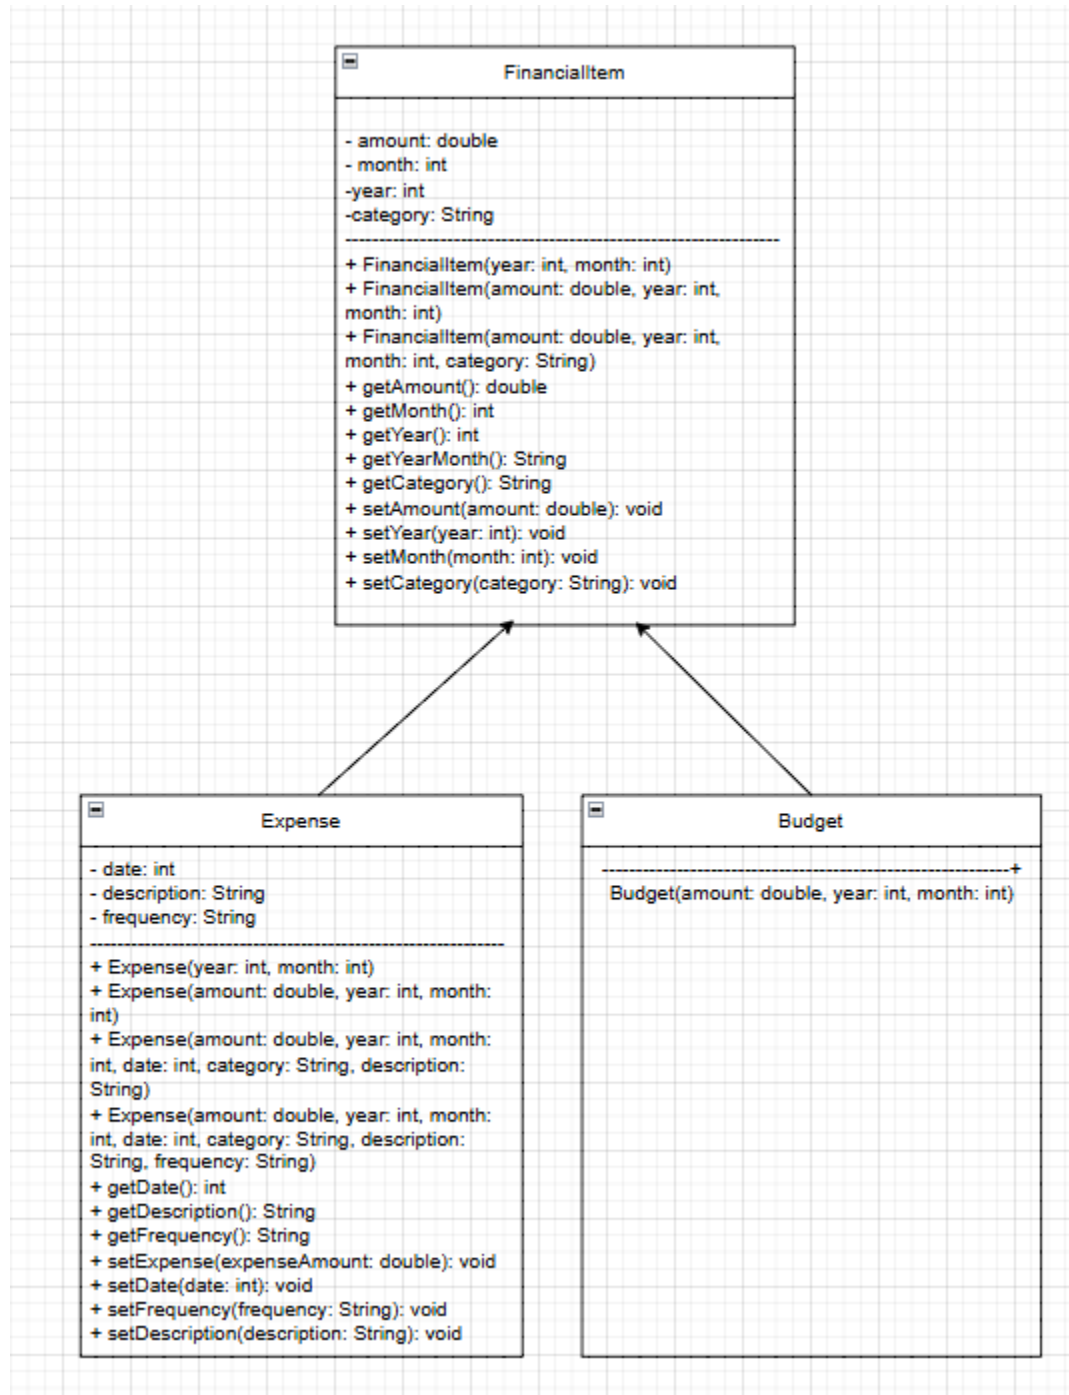 FinancialItem
- amount: double
- month: int
-year: int
-category: String
+ FinancialItem(year: int, month: int)
+ FinancialItem(amount: double, year: int,
month: int)
+ FinancialItem(amount: double, year: int,
month: int, category: String)
+ getAmount(): double
+ getMonth(): int
+ getYear(): int
+ getYearMonth(): String
+ getCategory(): String
+ setAmount(amount: double): void
+ setYear(year: int): void
+ setMonth(month: int): void
+ setCategory(category: String): void
Expense
- date: int
- description: String
- frequency: String
+ Expense(year: int, month: int)
+ Expense(amount: double, year: int, month:
int)
+ Expense(amount: double, year: int, month:
int, date: int, category: String, description:
String)
+ Expense(amount: double, year: int, month:
int, date: int, category: String, description:
String, frequency: String)
+ getDate(): int
+ getDescription(): String
+ getFrequency(): String
+ setExpense(expenseAmount: double): void
+ setDate(date: int): void
+ setFrequency(frequency: String): void
+ setDescription(description: String): void
Budget
+
Budget(amount: double, year: int, month: int)